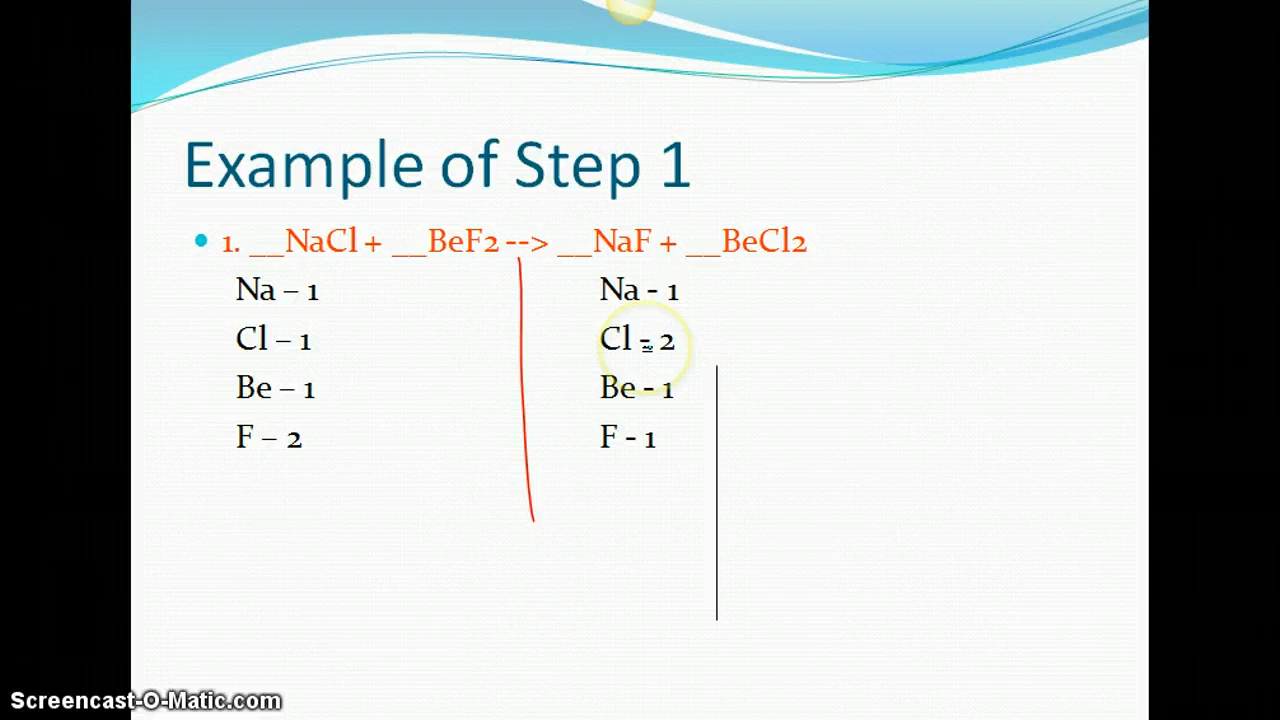 Example of Step 1
• 1. __NaCl + __BeF2 --> __NaF + __BeCl2
Na – 1 Na - 1
Cl – 1 Cl - 2
Be – 1 Be - 1
F – 2 F - 1
Screencast-O-Matic.com